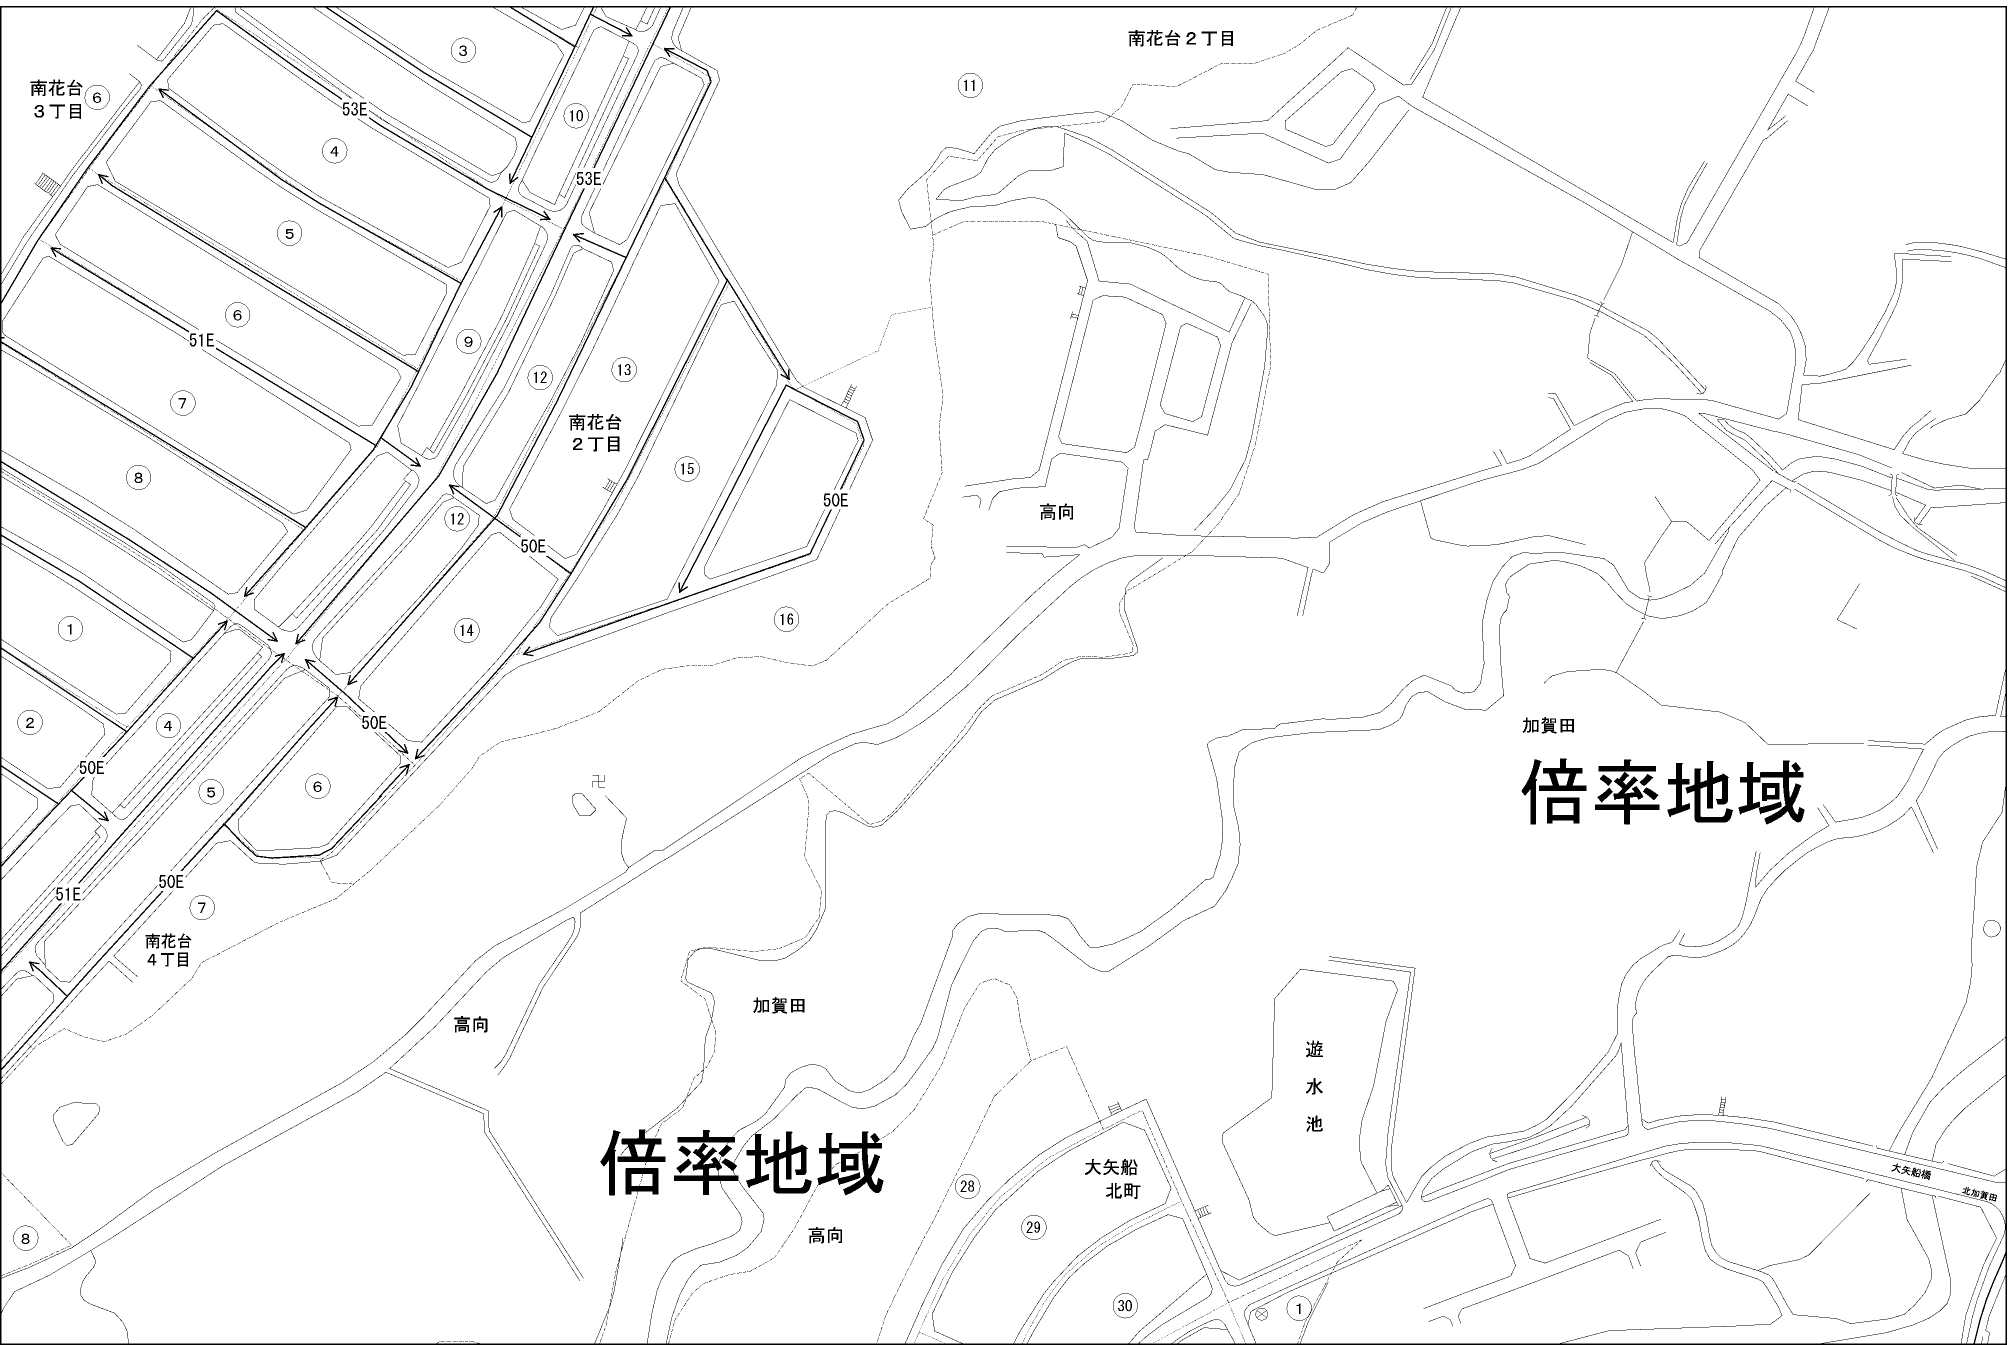 南花台２丁目
③
⑪
南花台
３丁目
⑥
53E
⑩
④
53E
⑤
⑥
51E
⑨
⑬
⑫
⑦
南花台
２丁目
⑮
⑧
50E
⑫
高向
50E
①
⑭
⑯
②
④
50E
加賀田
50E
⑤
⑥
卍
倍率地域
51E
50E
⑦
南花台
４丁目
加賀田
高向
遊
水
池
倍率地域
大矢船
北町
大矢船橋
北加賀田
㉘
㉙
高向
⑧
㉚
①